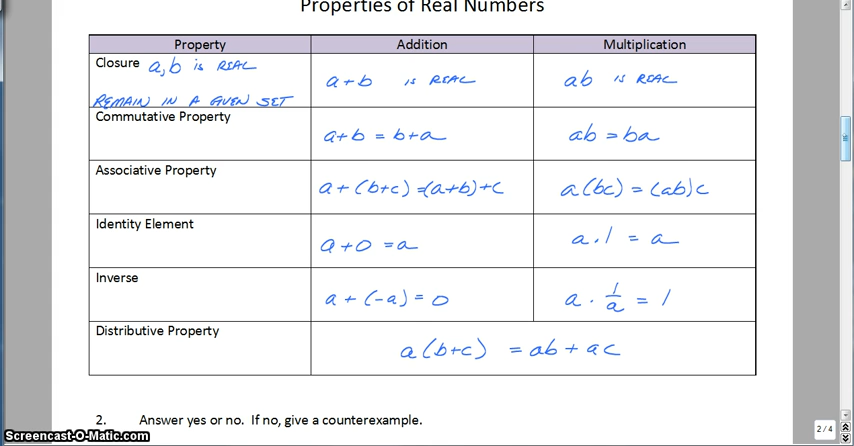 Properties of Real Numbers
Property Addition Multiplication
Closure a, b is REAL
REMAIN IN A GIVEN SET
a + b is REAL
ab is REAL
Commutative Property
a + b = b + a
ab = ba
Associative Property
a + (b + c) = (a + b) + c
a(bc) = (ab)c
Identity Element
a + 0 = a
a · 1 = a
Inverse
a + (-a) = 0
a · 1/a = 1
Distributive Property
a(b + c) = ab + ac
2. Answer yes or no. If no, give a counterexample.
2 / 4
Screencast-O-Matic.com